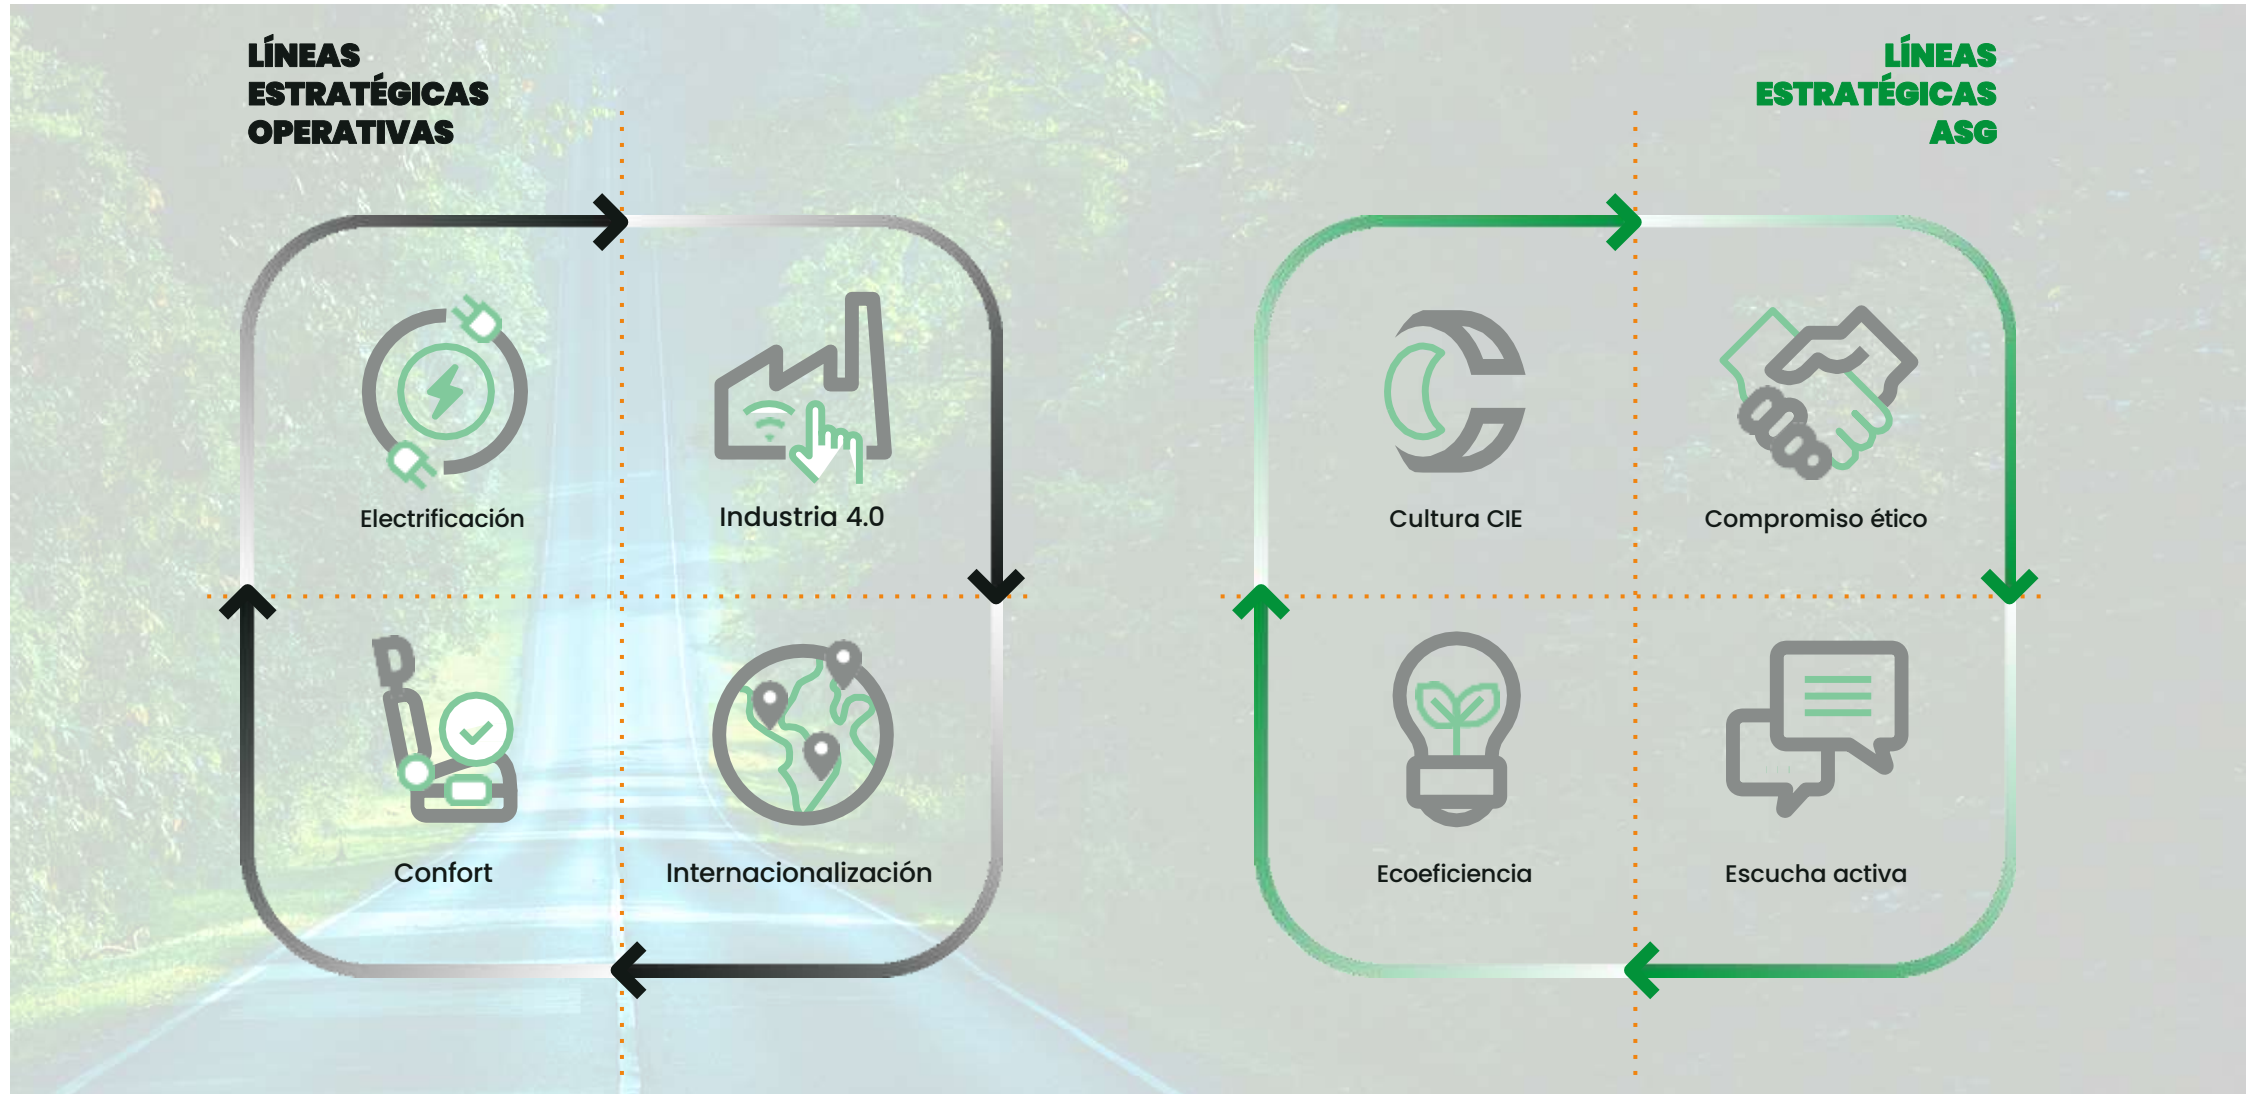 LÍNEAS
ESTRATÉGICAS
OPERATIVAS
Electrificación
Industria 4.0
Confort
Internacionalización
LÍNEAS
ESTRATÉGICAS
ASG
Cultura CIE
Compromiso ético
Ecoeficiencia
Escucha activa